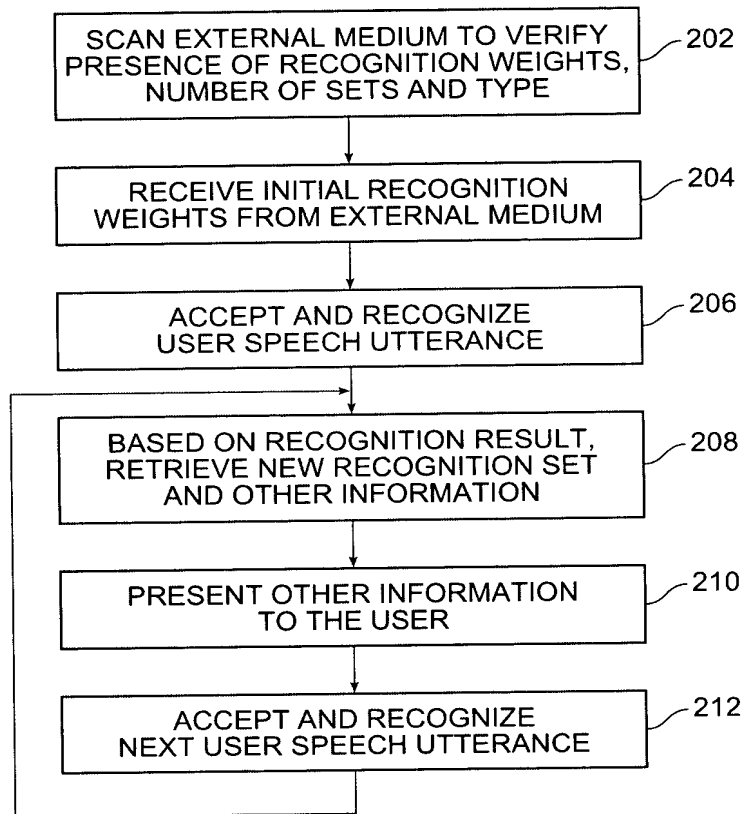 SCAN EXTERNAL MEDIUM TO VERIFY
PRESENCE OF RECOGNITION WEIGHTS,
NUMBER OF SETS AND TYPE
202
RECEIVE INITIAL RECOGNITION
WEIGHTS FROM EXTERNAL MEDIUM
204
ACCEPT AND RECOGNIZE
USER SPEECH UTTERANCE
206
BASED ON RECOGNITION RESULT,
RETRIEVE NEW RECOGNITION SET
AND OTHER INFORMATION
208
PRESENT OTHER INFORMATION
TO THE USER
210
ACCEPT AND RECOGNIZE
NEXT USER SPEECH UTTERANCE
212